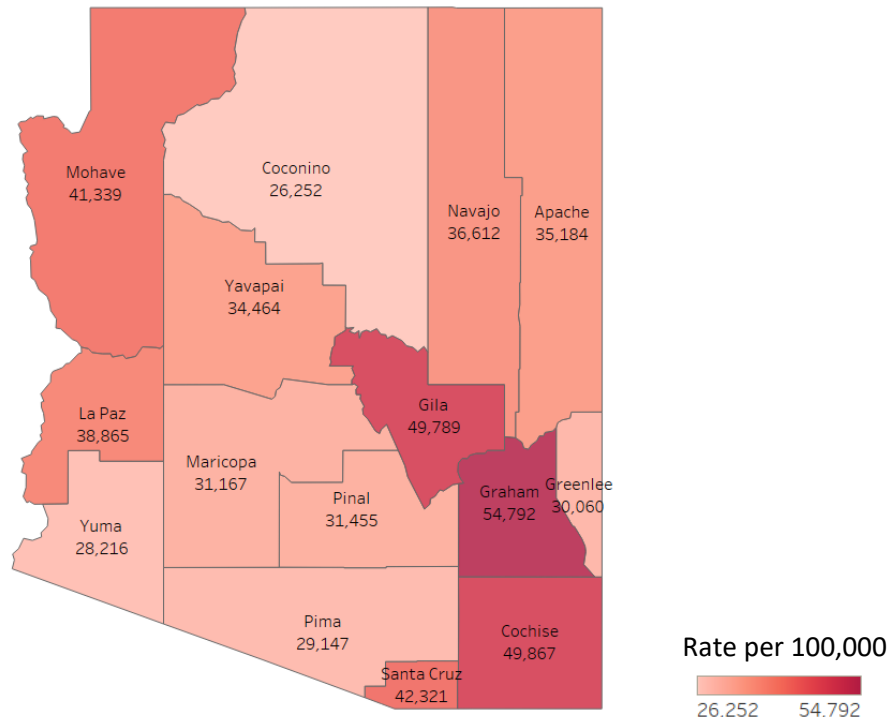 Mohave
41,339
Coconino
26,252
Navajo
36,612
Apache
35,184
Yavapai
34,464
La Paz
38,865
Gila
49,789
Maricopa
31,167
Pinal
31,455
Graham
54,792
Greenlee
30,060
Yuma
28,216
Pima
29,147
Cochise
49,867
Santa Cruz
42,321
Rate per 100,000
26.252 54.792